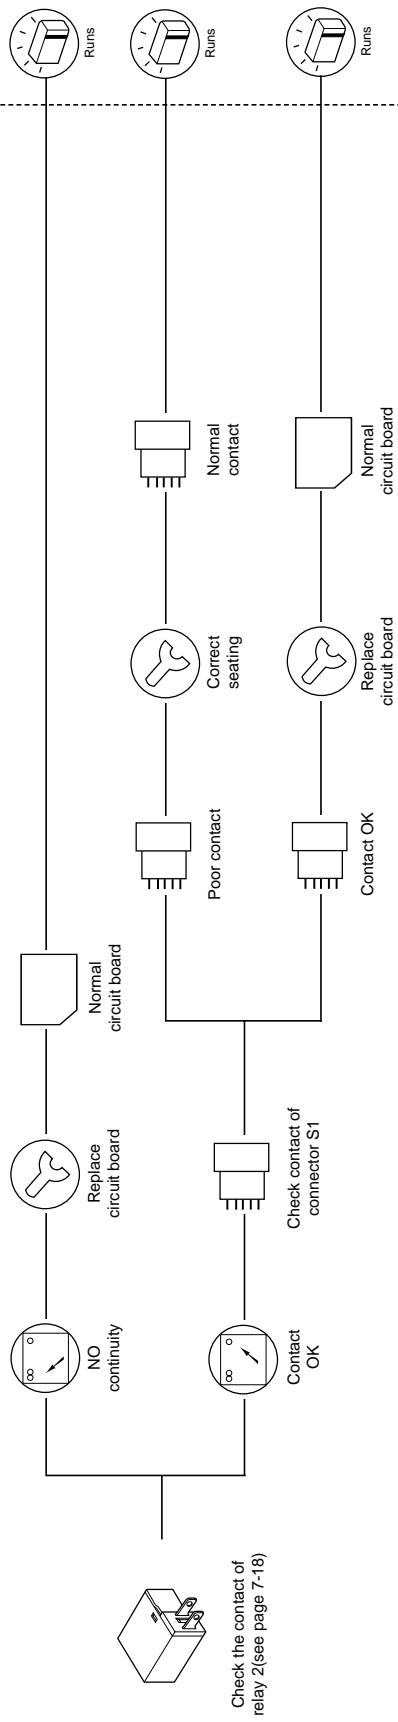 Check the contact of
relay 2(see page 7-18)
NO
continuity
Replace
circuit board
Normal
circuit board
Runs
Contact
OK
Check contact of
connector S1
Poor contact
Correct
seating
Normal
contact
Runs
Contact OK
Replace
circuit board
Normal
circuit board
Runs